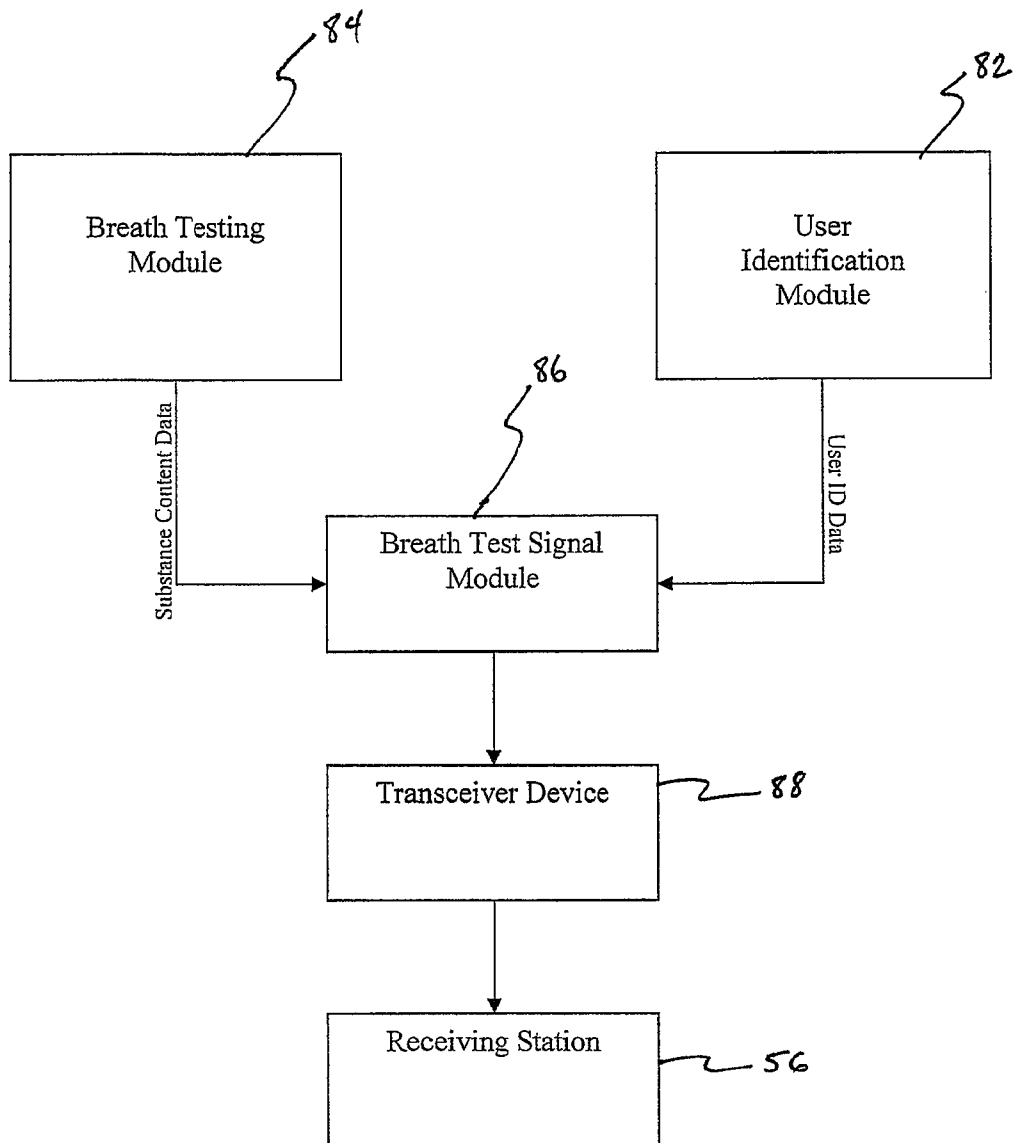 84
82
Breath Testing
Module
User
Identification
Module
86
Substance Content Data
User ID Data
Breath Test Signal
Module
Transceiver Device
88
Receiving Station
56